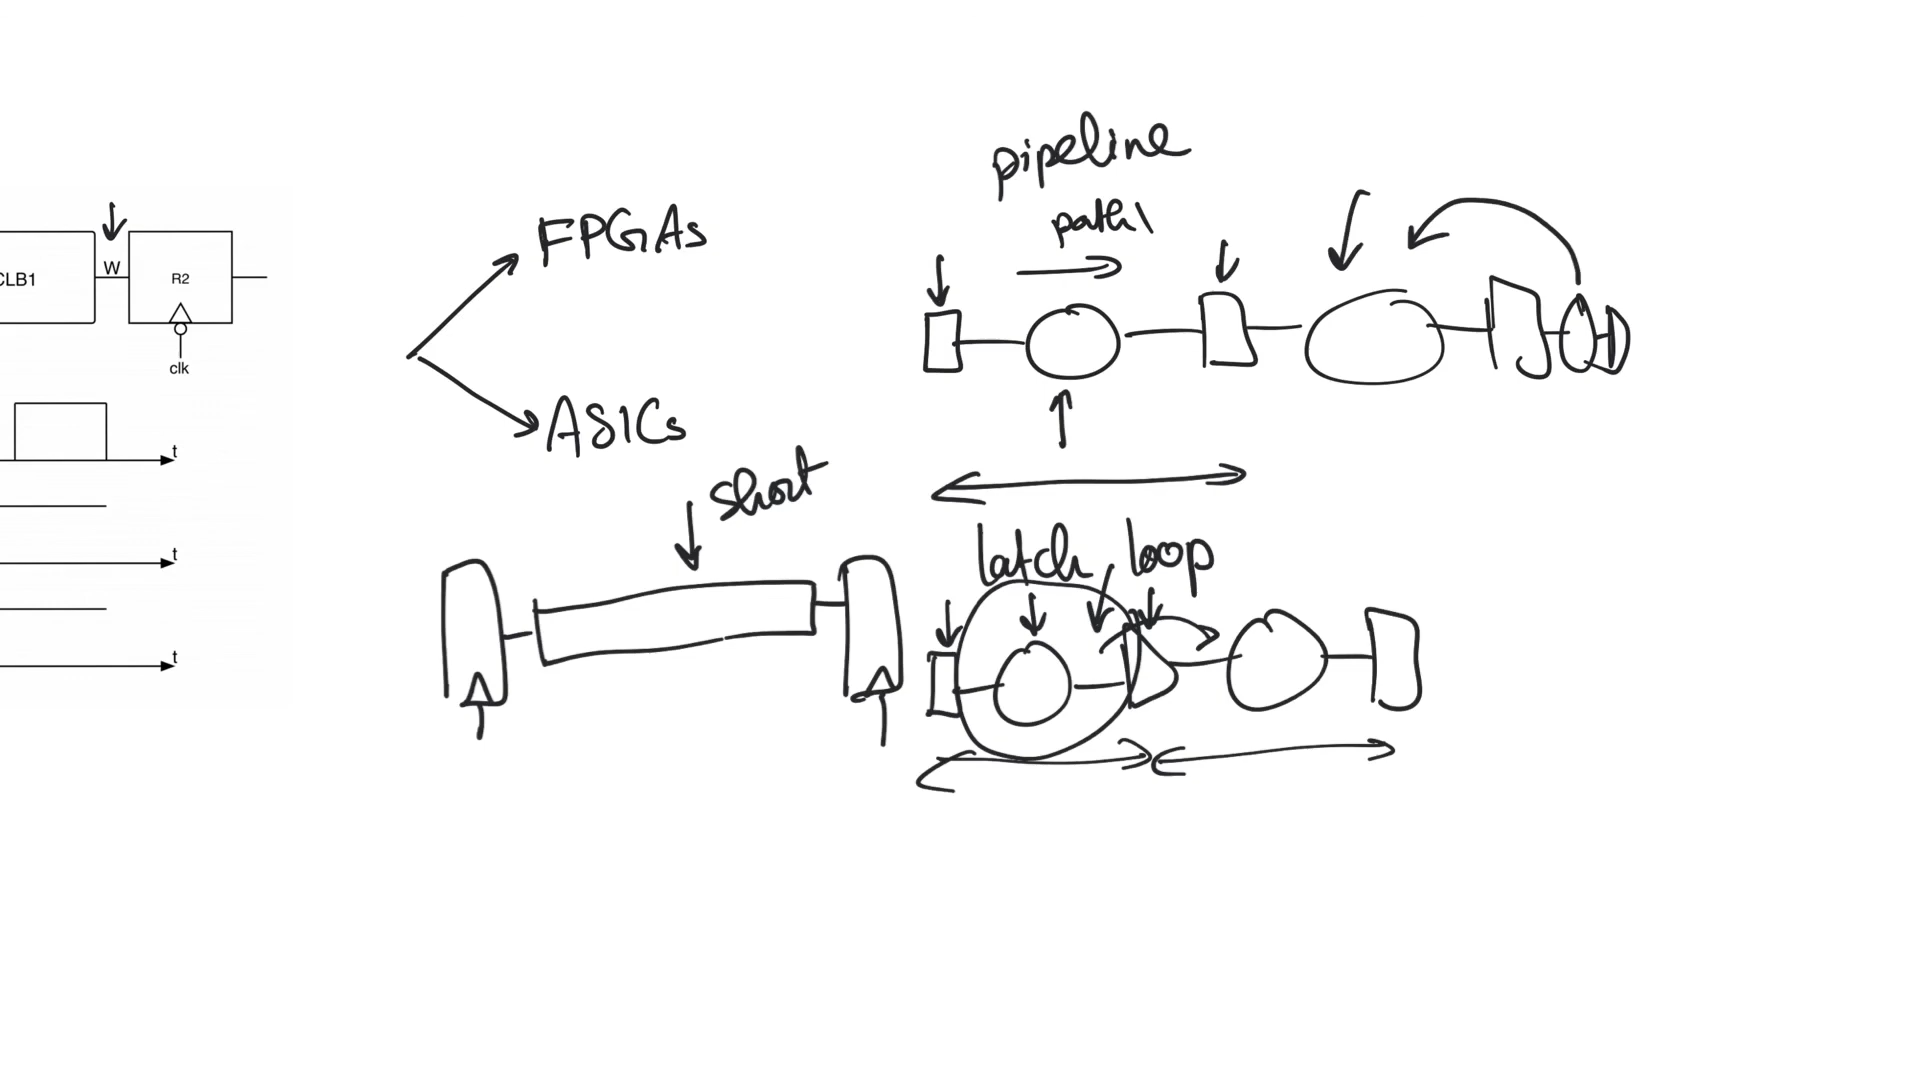 CLB1
W
R2
clk
t
t
t
FPGAs
ASICs
short
pipeline
path
latch loop